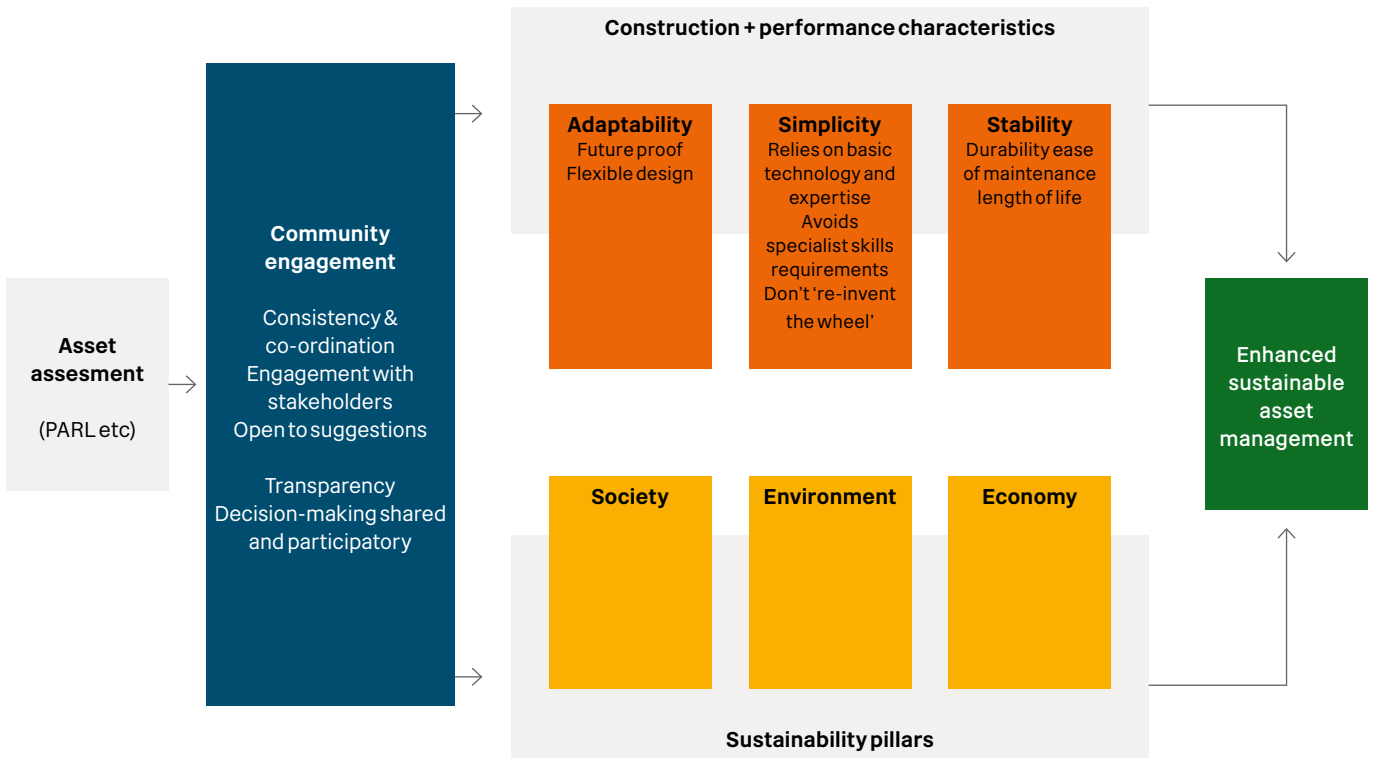 Asset
assesment
(PARL etc)
Community
engagement
Consistency &
co-ordination
Engagement with
stakeholders
Open to suggestions
Transparency
Decision-making shared
and participatory
Construction + performance characteristics
Adaptability
Future proof
Flexible design
Simplicity
Relies on basic
technology and
expertise
Avoids
specialist skills
requirements
Don’t ‘re-invent
the wheel’
Stability
Durability ease
of maintenance
length of life
Society
Environment
Economy
Sustainability pillars
Enhanced
sustainable
asset
management